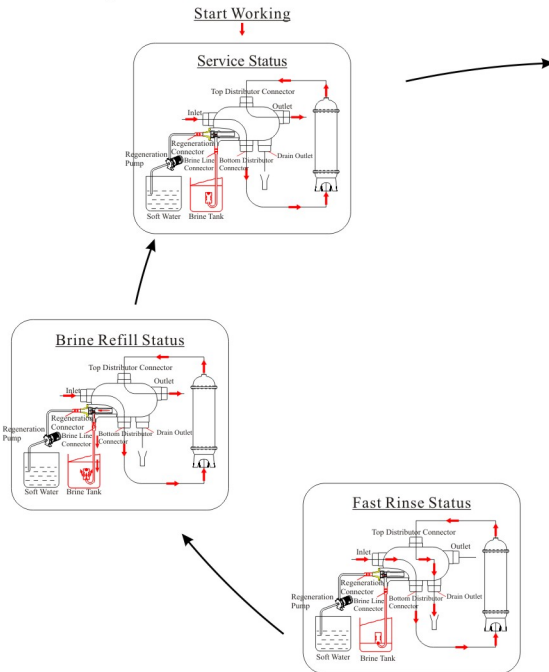 Start Working
Service Status
Top Distributor Connector
Inlet
Outlet
Regeneration
Connector
Regeneration
Pump
Brine Line
Connector
Bottom Distributor
Connector
Drain Outlet
Soft Water
Brine Tank
Brine Refill Status
Top Distributor Connector
Inlet
Outlet
Regeneration
Connector
Regeneration
Pump
Brine Line
Connector
Bottom Distributor
Connector
Drain Outlet
Soft Water
Brine Tank
Fast Rinse Status
Top Distributor Connector
Inlet
Outlet
Regeneration
Connector
Regeneration
Pump
Brine Line
Connector
Bottom Distributor
Connector
Drain Outlet
Soft Water
Brine Tank